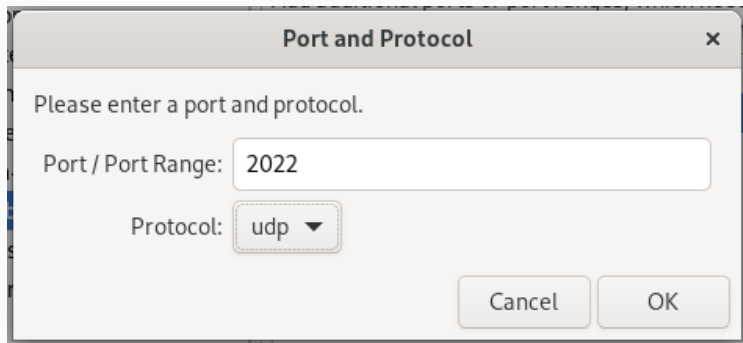 Port and Protocol
Please enter a port and protocol.
Port / Port Range: 2022
Protocol: udp
Cancel OK